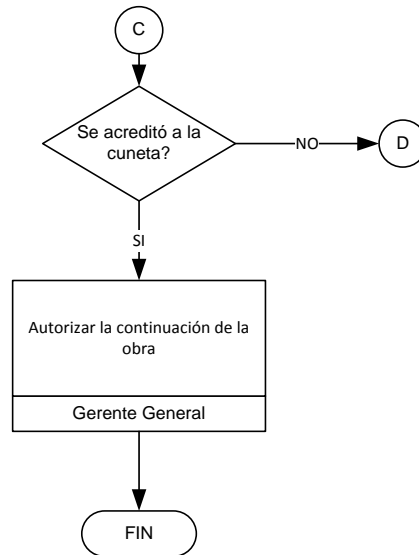 C
Se acreditó a la
cuneta?
NO
D
SI
Autorizar la continuación de la
obra
Gerente General
FIN